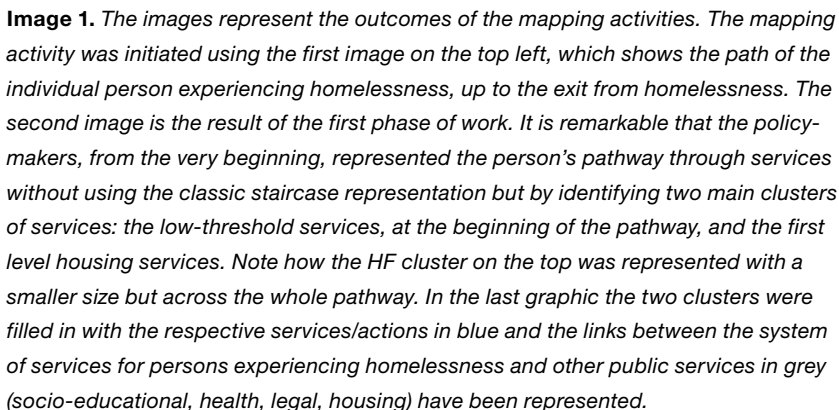 Image 1. The images represent the outcomes of the mapping activities. The mapping
activity was initiated using the first image on the top left, which shows the path of the
individual person experiencing homelessness, up to the exit from homelessness. The
second image is the result of the first phase of work. It is remarkable that the policy-
makers, from the very beginning, represented the person's pathway through services
without using the classic staircase representation but by identifying two main clusters
of services: the low-threshold services, at the beginning of the pathway, and the first
level housing services. Note how the HF cluster on the top was represented with a
smaller size but across the whole pathway. In the last graphic the two clusters were
filled in with the respective services/actions in blue and the links between the system
of services for persons experiencing homelessness and other public services in grey
(socio-educational, health, legal, housing) have been represented.